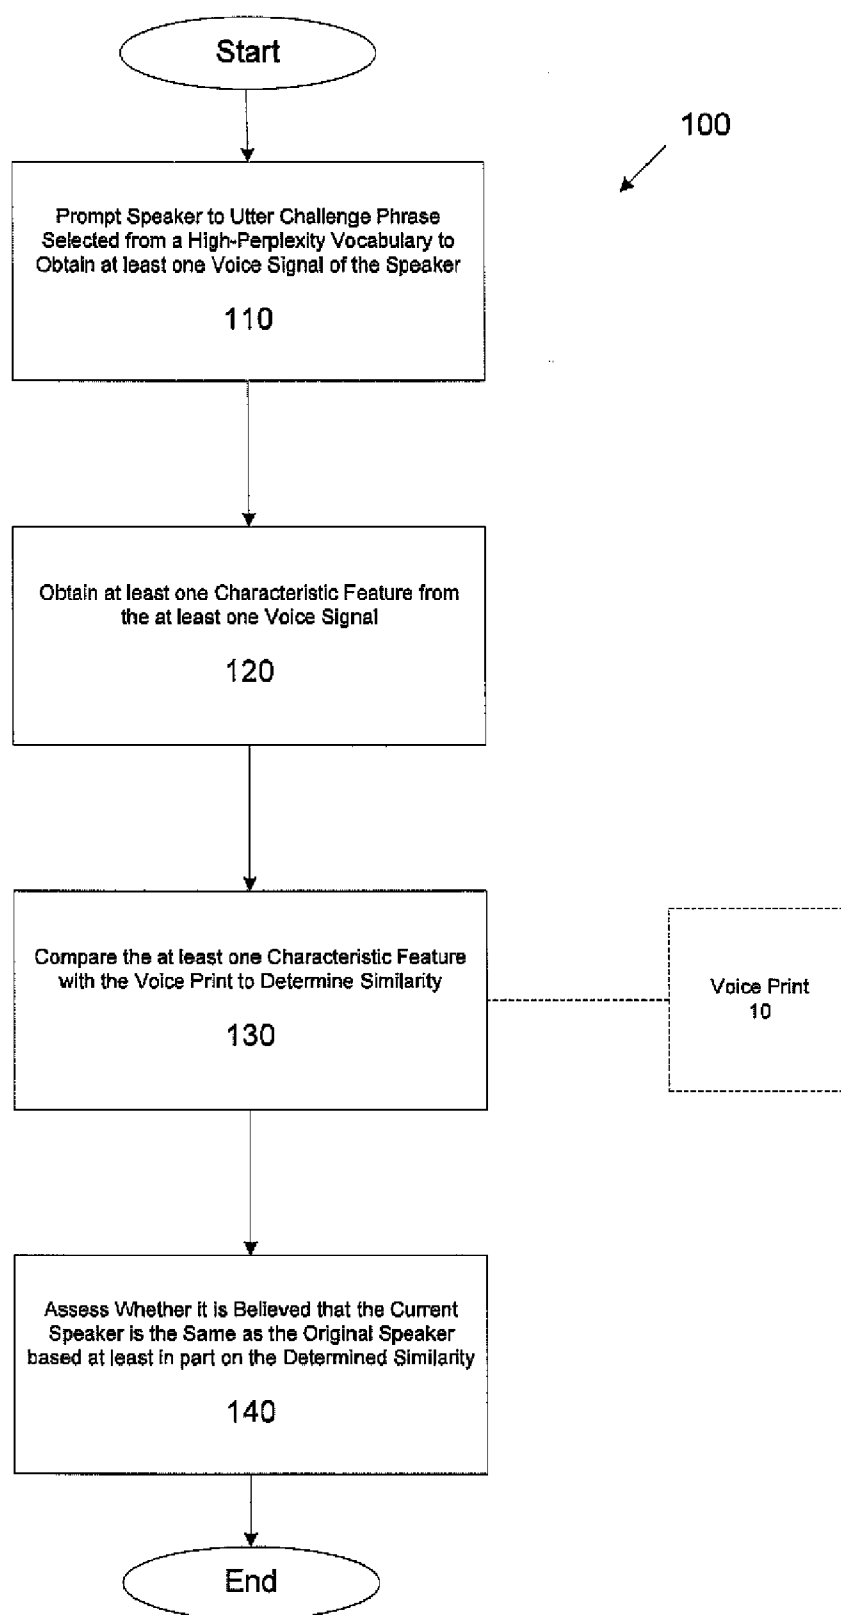 Start
100
Prompt Speaker to Utter Challenge Phrase
Selected from a High-Perplexity Vocabulary to
Obtain at least one Voice Signal of the Speaker
110
Obtain at least one Characteristic Feature from
the at least one Voice Signal
120
Compare the at least one Characteristic Feature
with the Voice Print to Determine Similarity
130
Voice Print
10
Assess Whether it is Believed that the Current
Speaker is the Same as the Original Speaker
based at least in part on the Determined Similarity
140
End